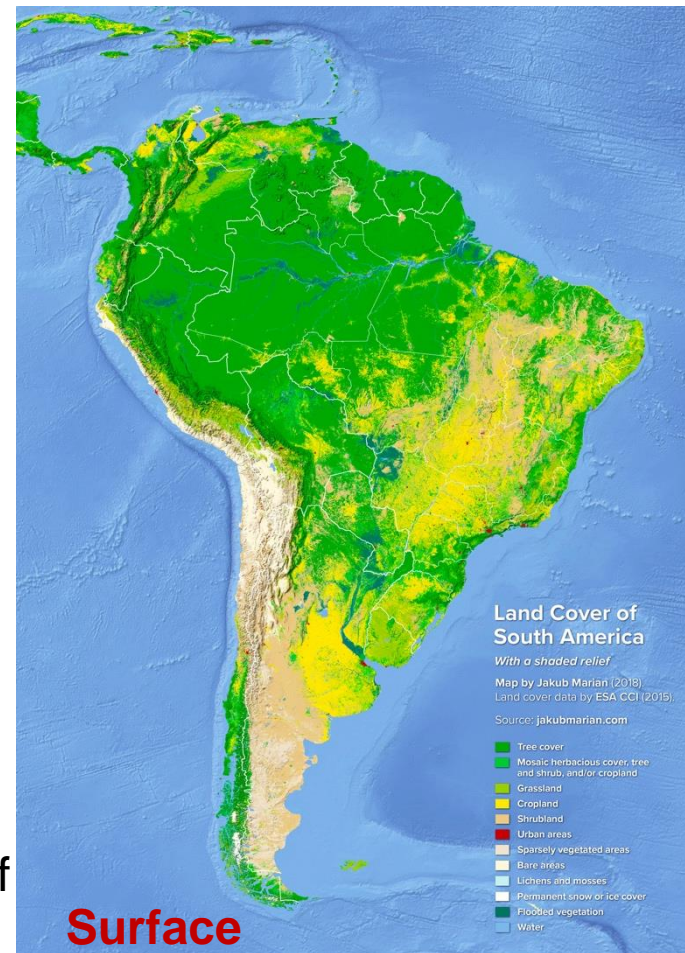 Land Cover of
South America
With a shaded relief
Map by Jakub Marian (2018)
Land cover data by ESA CCI (2015).
Source: jakubmarian.com
Tree cover
Mosaic herbacious cover, tree
and shrub, and/or cropland
Grassland
Cropland
Shrubland
Urban areas
Sparsely vegetated areas
Bare areas
Lichens and mosses
Permanent snow or ice cover
Flooded vegetation
Water
f
Surface